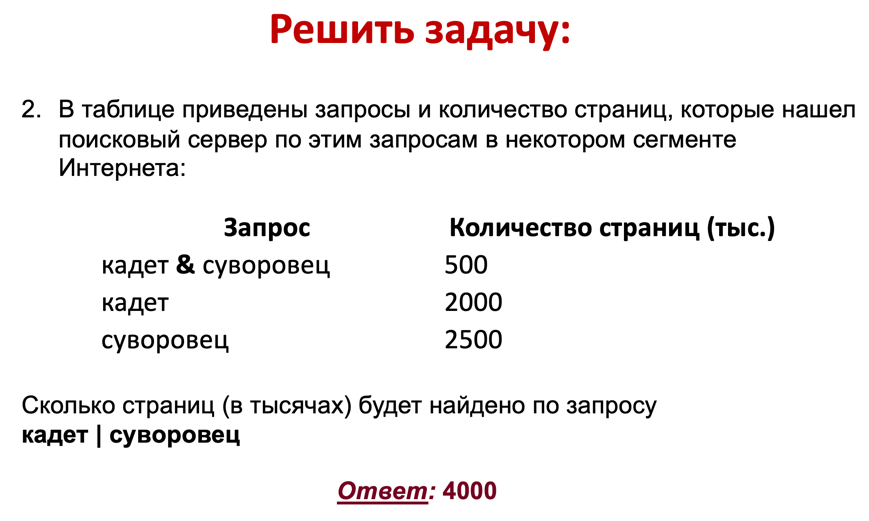 Решить задачу:
2. В таблице приведены запросы и количество страниц, которые нашел
поисковый сервер по этим запросам в некотором сегменте
Интернета:
Запрос Количество страниц (тыс.)
кадет & суворовец 500
кадет 2000
суворовец 2500
Сколько страниц (в тысячах) будет найдено по запросу
кадет | суворовец
Ответ: 4000